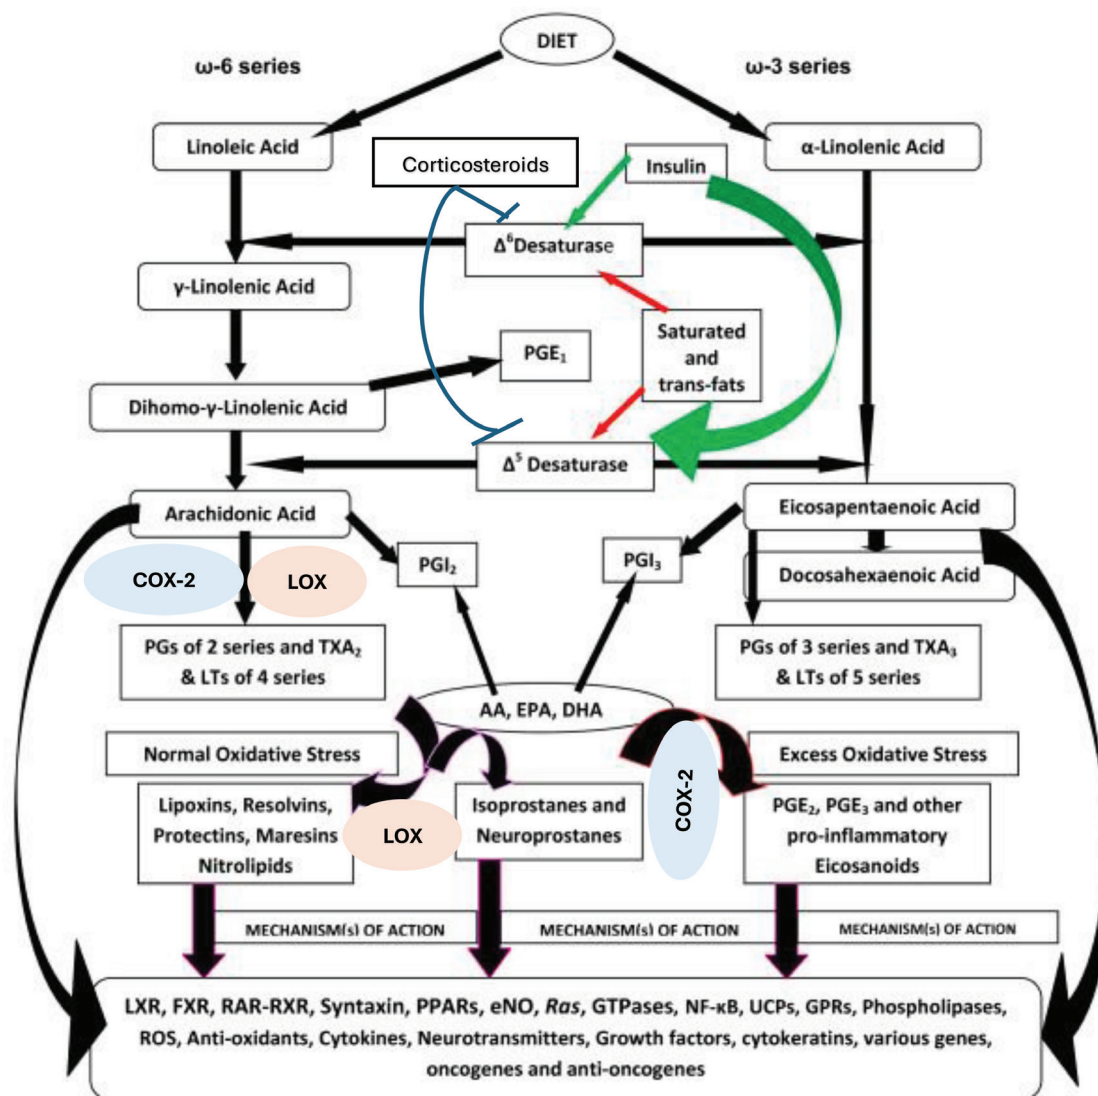 DIET
ω-6 series
ω-3 series
Linoleic Acid
α-Linolenic Acid
Corticosteroids
Insulin
Δ⁶Desaturase
γ-Linolenic Acid
Saturated
and
trans-fats
PGE₁
Dihomo-γ-Linolenic Acid
Δ⁵ Desaturase
Arachidonic Acid
Eicosapentaenoic Acid
COX-2
LOX
PGI₂
PGI₃
Docosahexaenoic Acid
PGs of 2 series and TXA₂
& LTs of 4 series
PGs of 3 series and TXA₃
& LTs of 5 series
AA, EPA, DHA
Normal Oxidative Stress
Excess Oxidative Stress
COX-2
Lipoxins, Resolvins,
Protectins, Maresins
Nitrolipids
LOX
Isoprostanes and
Neuroprostanes
PGE₂, PGE₃ and other
pro-inflammatory
Eicosanoids
MECHANISM(s) OF ACTION
MECHANISM(s) OF ACTION
MECHANISM(s) OF ACTION
LXR, FXR, RAR-RXR, Syntaxin, PPARs, eNO, Ras, GTPases, NF-κB, UCPs, GPRs, Phospholipases,
ROS, Anti-oxidants, Cytokines, Neurotransmitters, Growth factors, cytokeratins, various genes,
oncogenes and anti-oncogenes